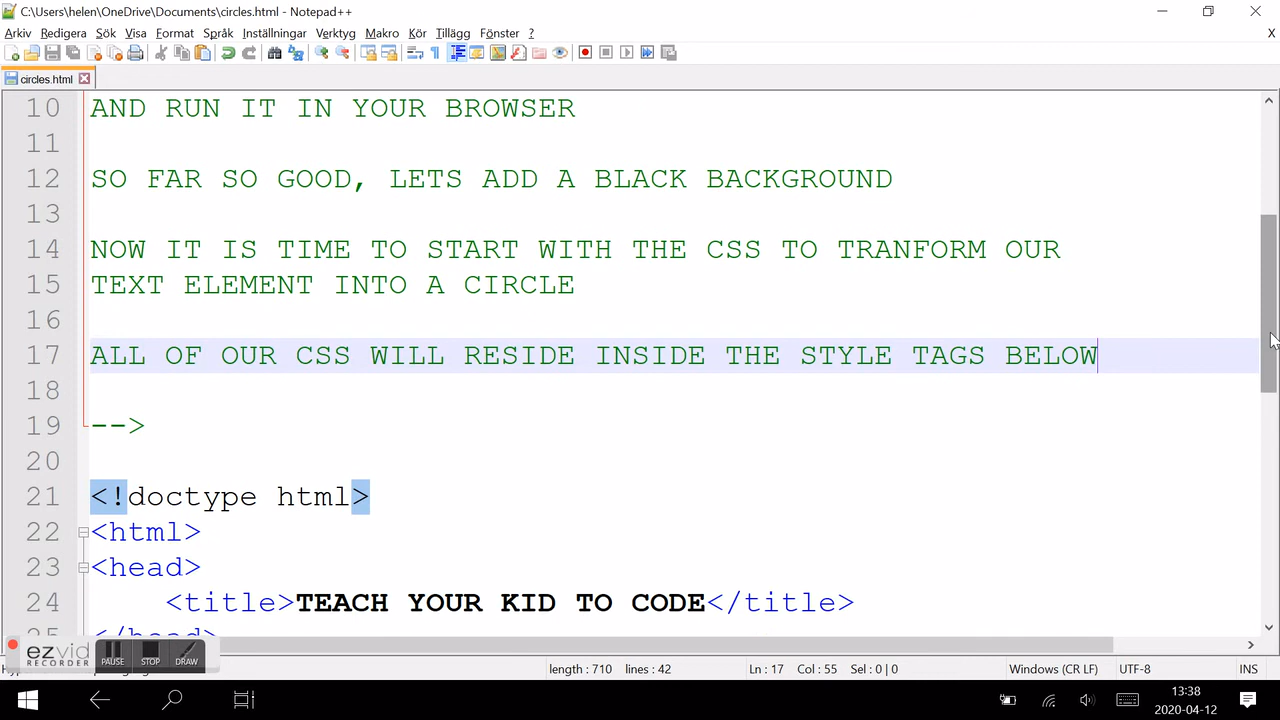 C:\Users\helen\OneDrive\Documents\circles.html - Notepad++
Arkiv Redigera Sök Visa Format Språk Inställningar Verktyg Makro Kör Tillägg Fönster ? X
circles.html
10 AND RUN IT IN YOUR BROWSER
11
12 SO FAR SO GOOD, LETS ADD A BLACK BACKGROUND
13
14 NOW IT IS TIME TO START WITH THE CSS TO TRANFORM OUR
15 TEXT ELEMENT INTO A CIRCLE
16
17 ALL OF OUR CSS WILL RESIDE INSIDE THE STYLE TAGS BELOW
18
19 -->
20
21 <!doctype html>
22 <html>
23 <head>
24 <title>TEACH YOUR KID TO CODE</title>
25 </head>
ezvid
RECORDER
PAUSE STOP DRAW
length : 710 lines : 42 Ln : 17 Col : 55 Sel : 0 | 0 Windows (CR LF) UTF-8 INS
13:38
2020-04-12